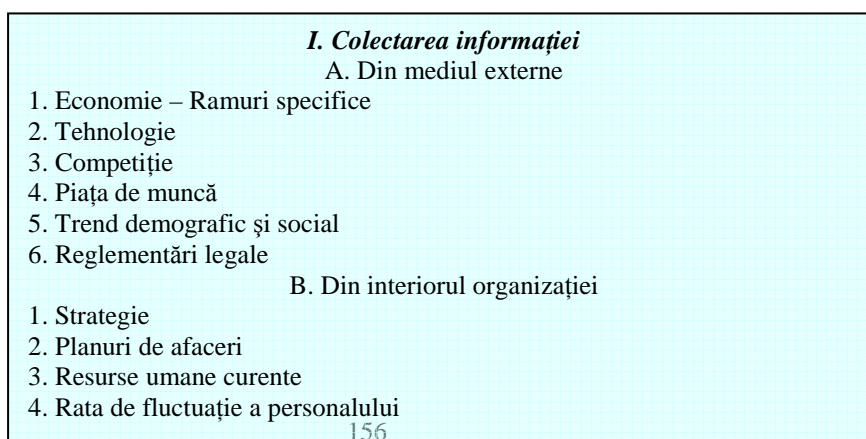 I. Colectarea informației
A. Din mediul externe
1. Economie – Ramuri specifice
2. Tehnologie
3. Competiție
4. Piața de muncă
5. Trend demografic şi social
6. Reglementări legale
B. Din interiorul organizației
1. Strategie
2. Planuri de afaceri
3. Resurse umane curente
4. Rata de fluctuație a personalului
156